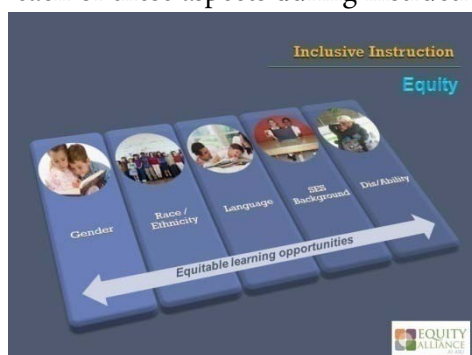 Inclusive Instruction
Equity
Gender
Race /
Ethnicity
Language
SES
Background
Dis/Ability
Equitable learning opportunities
EQUITY
ALLIANCE